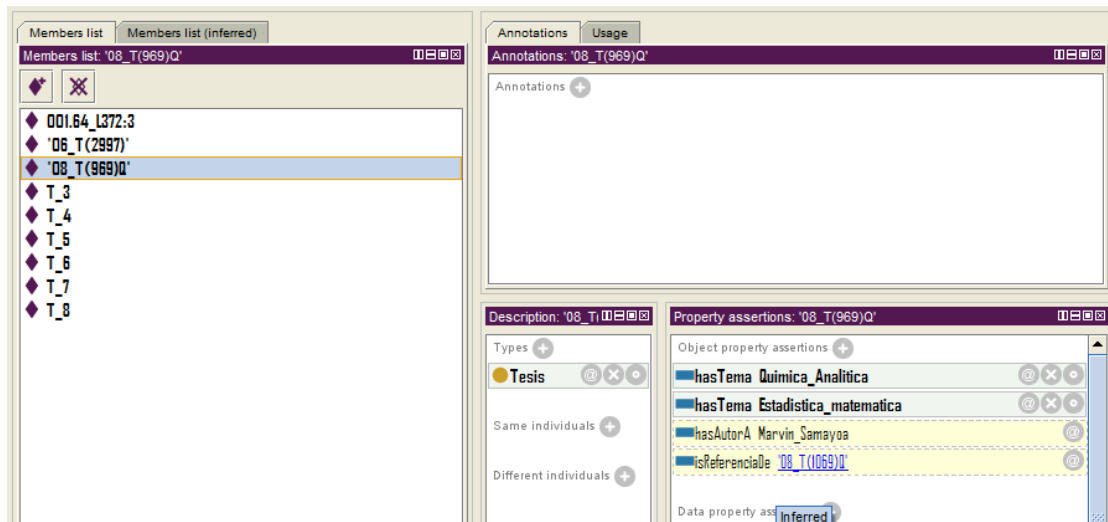 Members list
Members list (inferred)
Members list: '08_T(969)Q'
001.64_L372:3
'06_T(2997)'
'08_T(969)Q'
T_3
T_4
T_5
T_6
T_7
T_8
Annotations
Usage
Annotations: '08_T(969)Q'
Annotations
Description: '08_T(
Types
Tesis
Same individuals
Different individuals
Property assertions: '08_T(969)Q'
Object property assertions
hasTema Quimica_Analitica
hasTema Estadistica_matematica
hasAutorA Marvin_Samayoa
isReferenciaDe '08_T(1069)Q'
Data property ass
Inferred